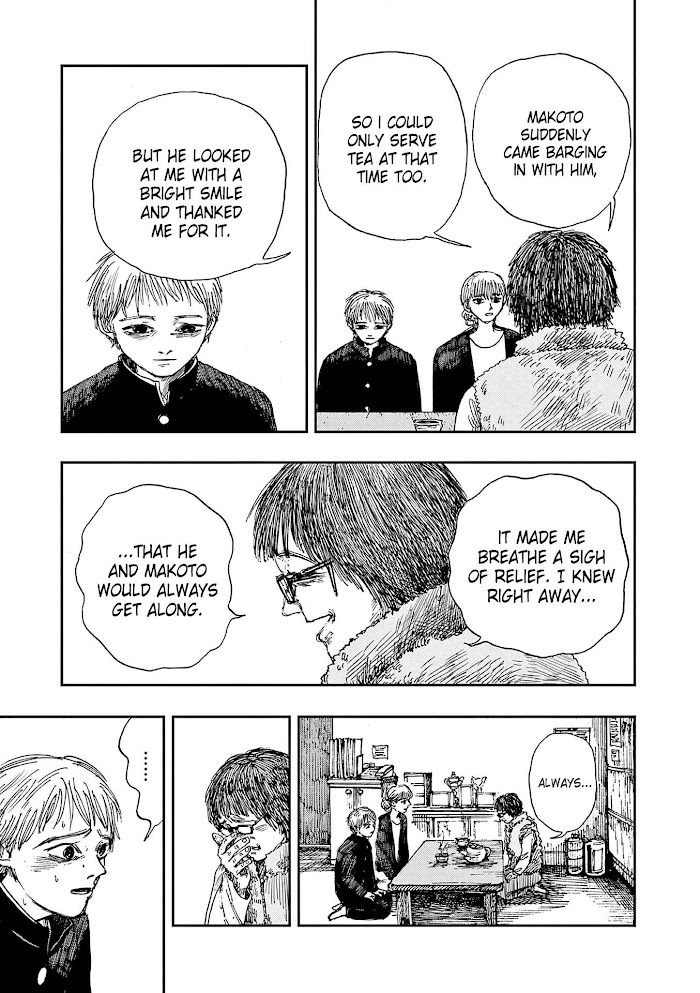 MAKOTO
SUDDENLY
CAME BARGING
IN WITH HIM,
SO I COULD
ONLY SERVE
TEA AT THAT
TIME TOO.
BUT HE LOOKED
AT ME WITH A
BRIGHT SMILE
AND THANKED
ME FOR IT.
IT MADE ME
BREATHE A SIGH
OF RELIEF. I KNEW
RIGHT AWAY...
...THAT HE
AND MAKOTO
WOULD ALWAYS
GET ALONG.
ALWAYS...
......